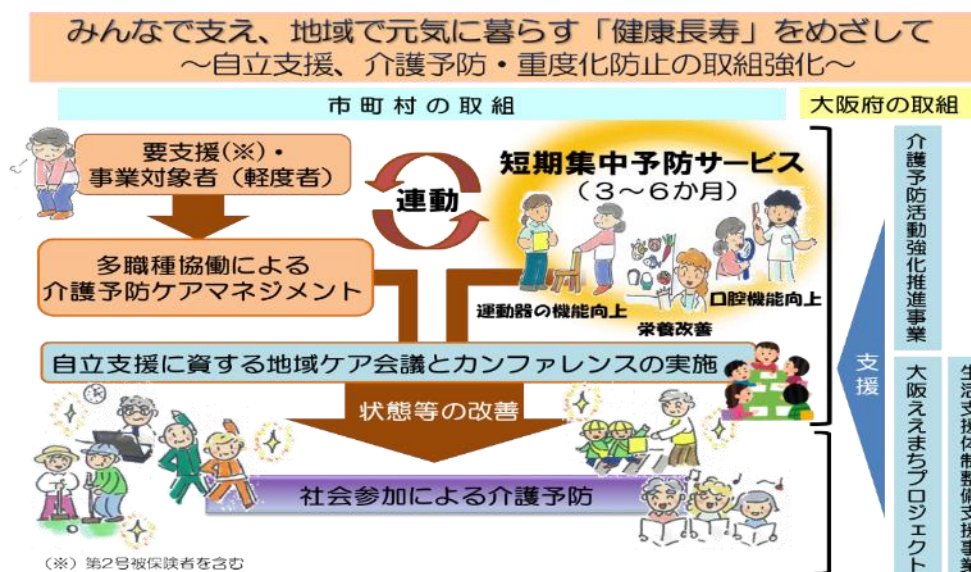 みんなで支え、地域で元気に暮らす「健康長寿」をめざして
～自立支援、介護予防・重度化防止の取組強化～
市町村の取組
大阪府の取組
要支援(※)・
事業対象者（軽度者）
連動
短期集中予防サービス
（３～６か月）
多職種協働による
介護予防ケアマネジメント
運動器の機能向上
栄養改善
口腔機能向上
自立支援に資する地域ケア会議とカンファレンスの実施
状態等の改善
社会参加による介護予防
（※）第２号被保険者を含む
支援
介護予防活動強化推進事業
大阪ええまちプロジェクト
生活支援体制整備支援事業